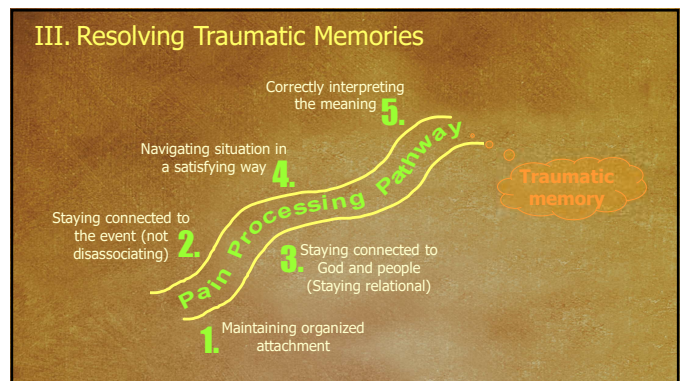 III. Resolving Traumatic Memories
Correctly interpreting
the meaning 5.
Navigating situation in
a satisfying way 4.
Traumatic
memory
Staying connected to
the event (not
disassociating) 2.
Pain Processing Pathway
3. Staying connected to
God and people
(Staying relational)
1. Maintaining organized
attachment